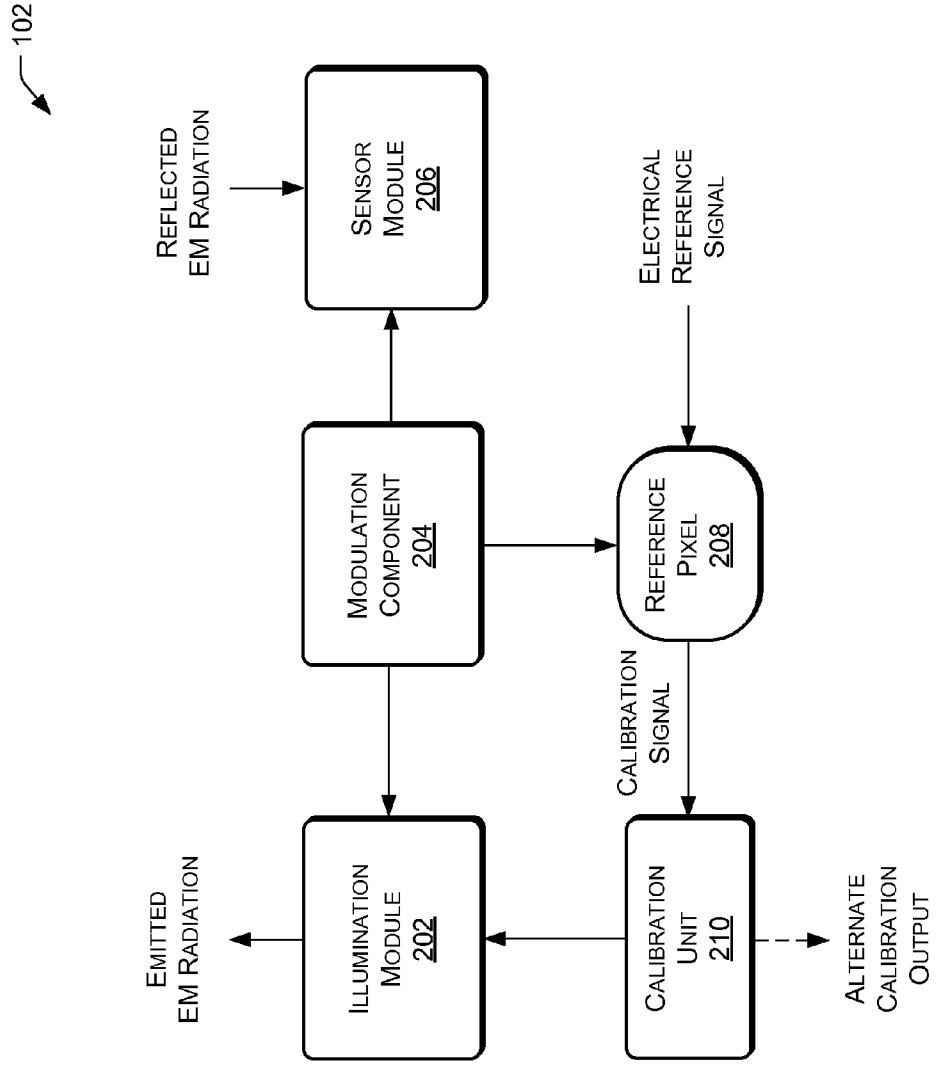 102
EMITTED
EM RADIATION
REFLECTED
EM RADIATION
ILLUMINATION
MODULE
202
MODULATION
COMPONENT
204
SENSOR
MODULE
206
CALIBRATION
SIGNAL
CALIBRATION
UNIT
210
REFERENCE
PIXEL
208
ELECTRICAL
REFERENCE
SIGNAL
ALTERNATE
CALIBRATION
OUTPUT